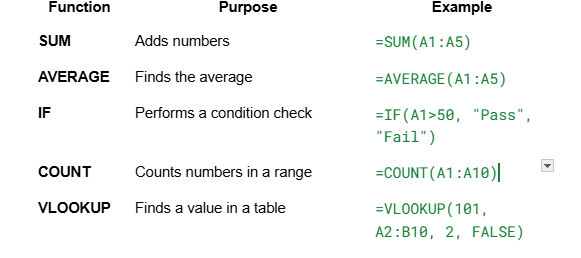 Function Purpose Example
SUM Adds numbers =SUM(A1:A5)
AVERAGE Finds the average =AVERAGE(A1:A5)
IF Performs a condition check =IF(A1>50, "Pass",
"Fail")
COUNT Counts numbers in a range =COUNT(A1:A10)
VLOOKUP Finds a value in a table =VLOOKUP(101,
A2:B10, 2, FALSE)